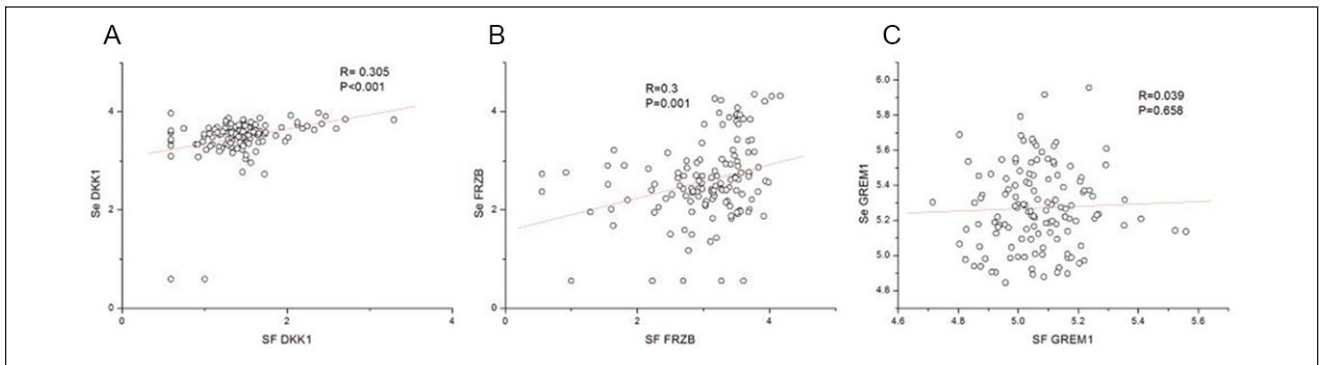 A
R= 0.305
P<0.001
4
2
0
Se DKK1
0 2 4
SF DKK1
B
R=0.3
P=0.001
4
2
0
Se FRZB
0 2 4
SF FRZB
C
R=0.039
P=0.658
6.0
5.8
5.6
5.4
5.2
5.0
4.8
Se GREM1
4.6 4.8 5.0 5.2 5.4 5.6
SF GREM1